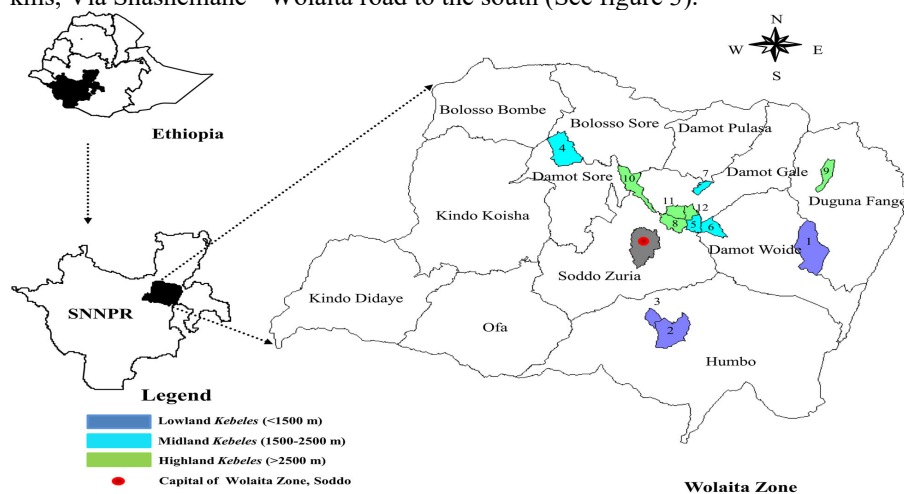 kms, Via Shashemane - Wolaita road to the south (See figure 3).
N
W E
S
Ethiopia
SNNPR
Bolosso Bombe
Bolosso Sore
Damot Pulasa
4
7
Damot Gale
9
Damot Sore
10
Duguna Fango
Kindo Koisha
11
12
8
5
6
Damot Woide
1
Soddo Zuria
Kindo Didaye
Ofa
3
2
Humbo
Legend
Lowland Kebeles (<1500 m)
Midland Kebeles (1500-2500 m)
Highland Kebeles (>2500 m)
Capital of Wolaita Zone, Soddo
Wolaita Zone